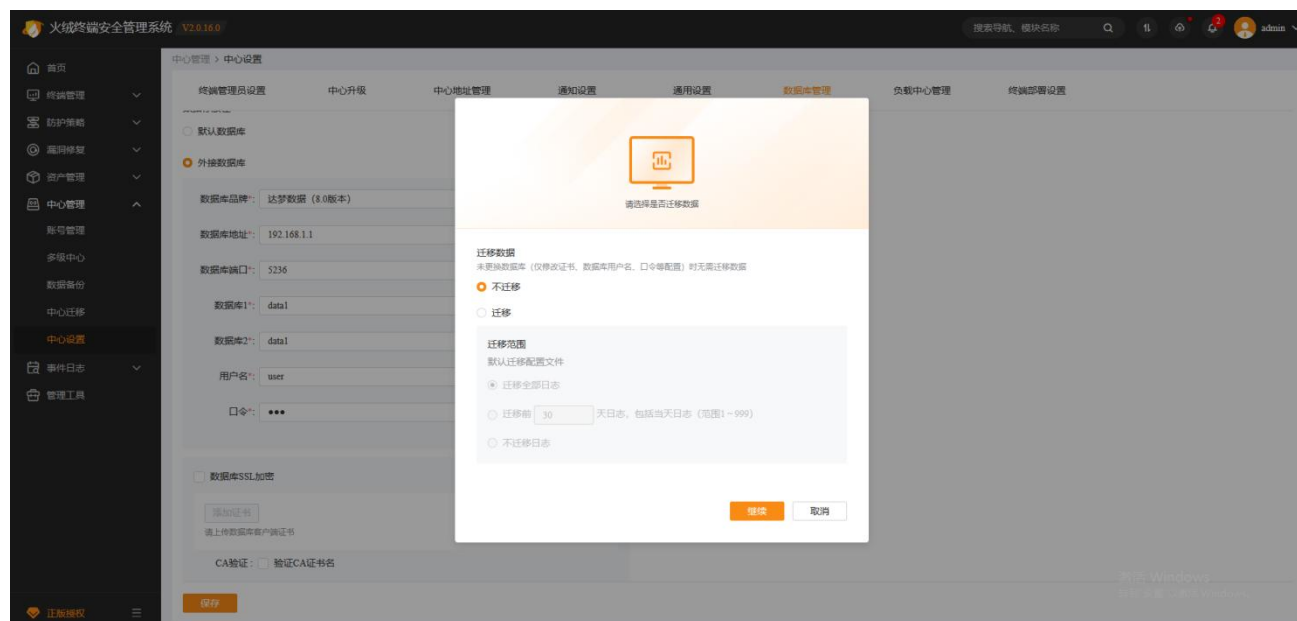 火绒终端安全管理系统 V2.0.16.0
搜索导航、模块名称
2
admin
首页
终端管理
防护策略
漏洞修复
资产管理
中心管理
账号管理
多级中心
数据备份
中心迁移
中心设置
事件日志
管理工具
正版授权
中心管理 > 中心设置
终端管理员设置 中心升级 中心地址管理 通知设置 通用设置 数据库管理 负载中心管理 终端部署设置
默认数据库
外接数据库
数据库品牌*: 达梦数据（8.0版本）
数据库地址*: 192.168.1.1
数据库端口*: 5236
数据库1*: data1
数据库2*: data1
用户名*: user
口令*: •••
数据库SSL加密
添加证书
请上传数据库客户端证书
CA验证: 验证CA证书名
保存
请选择是否迁移数据
迁移数据
未更换数据库（仅修改证书、数据库用户名、口令等配置）时无需迁移数据
不迁移
迁移
迁移范围
默认迁移配置文件
迁移全部日志
迁移前 30 天日志，包括当天日志（范围1~999）
不迁移日志
继续 取消
激活 Windows